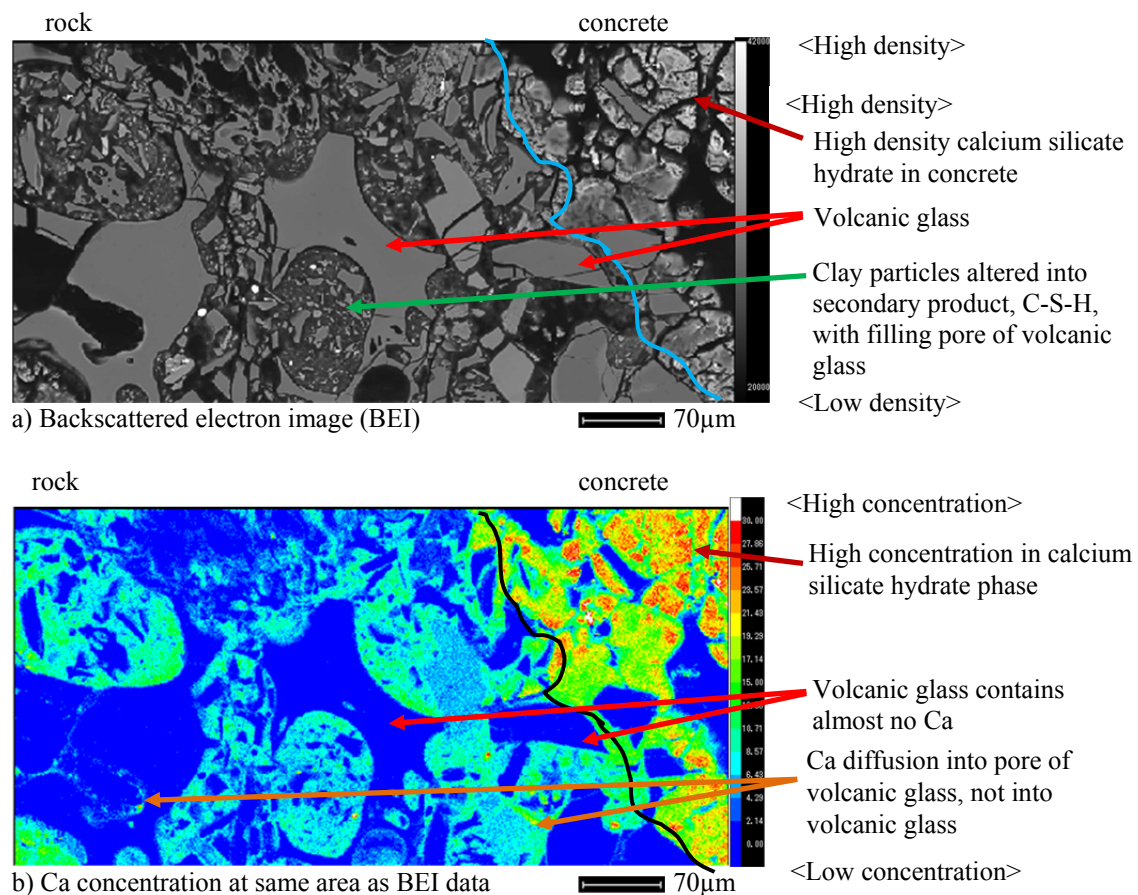 rock
concrete
<High density>
<High density>
High density calcium silicate
hydrate in concrete
Volcanic glass
Clay particles altered into
secondary product, C-S-H,
with filling pore of volcanic
glass
<Low density>
42000
20000
a) Backscattered electron image (BEI)
70µm
rock
concrete
<High concentration>
High concentration in calcium
silicate hydrate phase
Volcanic glass contains
almost no Ca
Ca diffusion into pore of
volcanic glass, not into
volcanic glass
<Low concentration>
30.00
27.86
25.71
23.57
21.43
19.29
17.14
15.00
10.71
8.57
6.43
4.29
2.14
0.00
b) Ca concentration at same area as BEI data
70µm